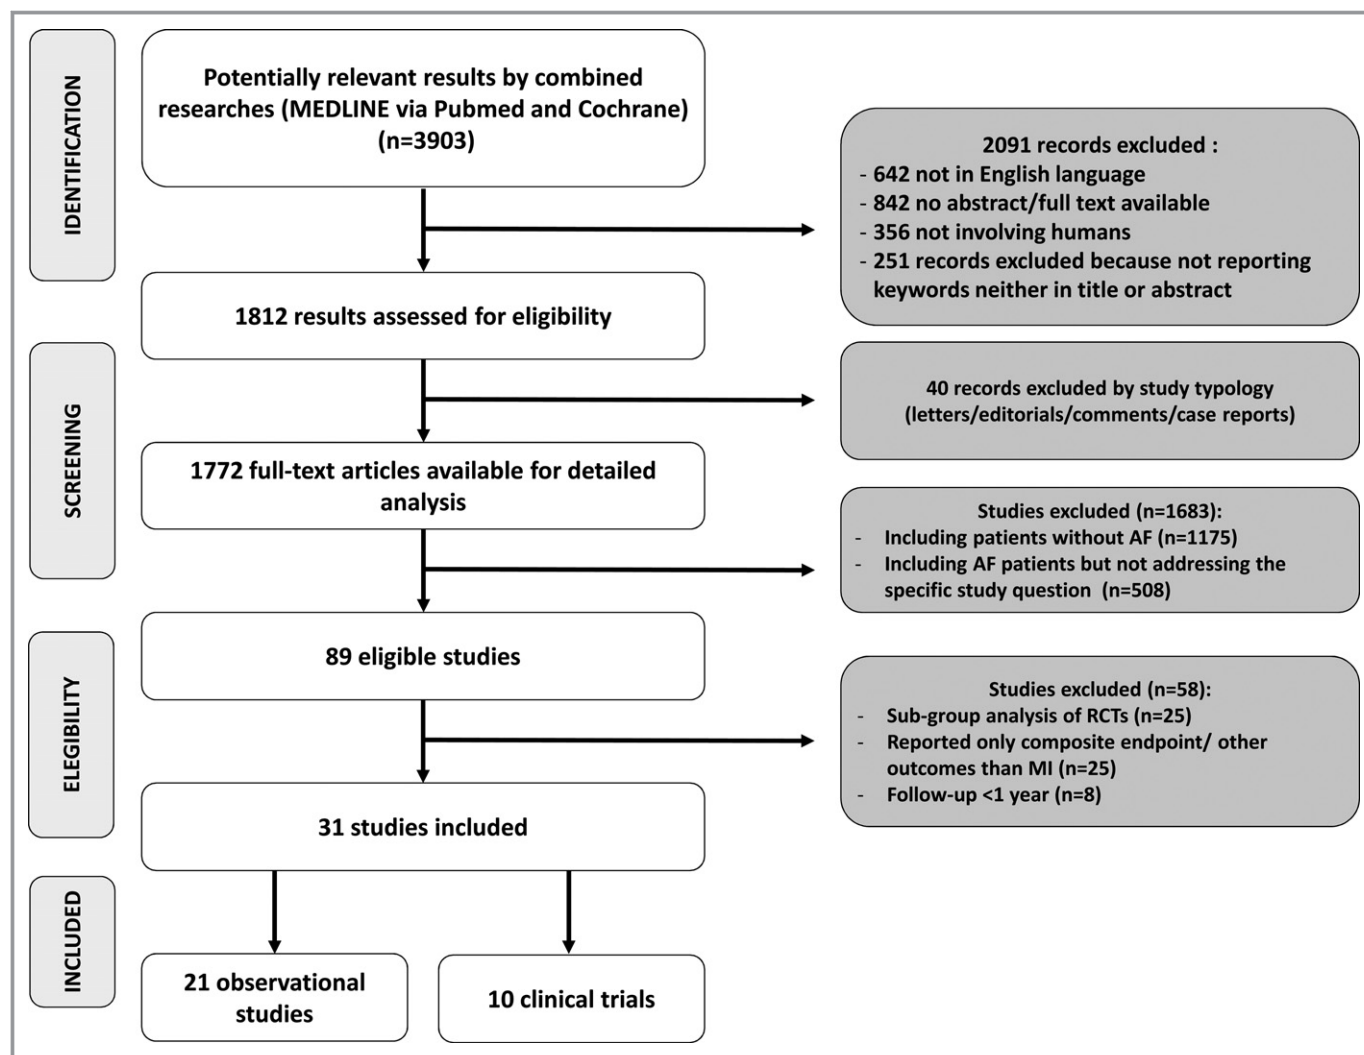 IDENTIFICATION
Potentially relevant results by combined
researches (MEDLINE via Pubmed and Cochrane)
(n=3903)
2091 records excluded :
- 642 not in English language
- 842 no abstract/full text available
- 356 not involving humans
- 251 records excluded because not reporting
keywords neither in title or abstract
1812 results assessed for eligibility
SCREENING
40 records excluded by study typology
(letters/editorials/comments/case reports)
1772 full-text articles available for detailed
analysis
Studies excluded (n=1683):
- Including patients without AF (n=1175)
- Including AF patients but not addressing the
specific study question (n=508)
ELEGIBILITY
89 eligible studies
Studies excluded (n=58):
- Sub-group analysis of RCTs (n=25)
- Reported only composite endpoint/ other
outcomes than MI (n=25)
- Follow-up <1 year (n=8)
31 studies included
INCLUDED
21 observational
studies
10 clinical trials